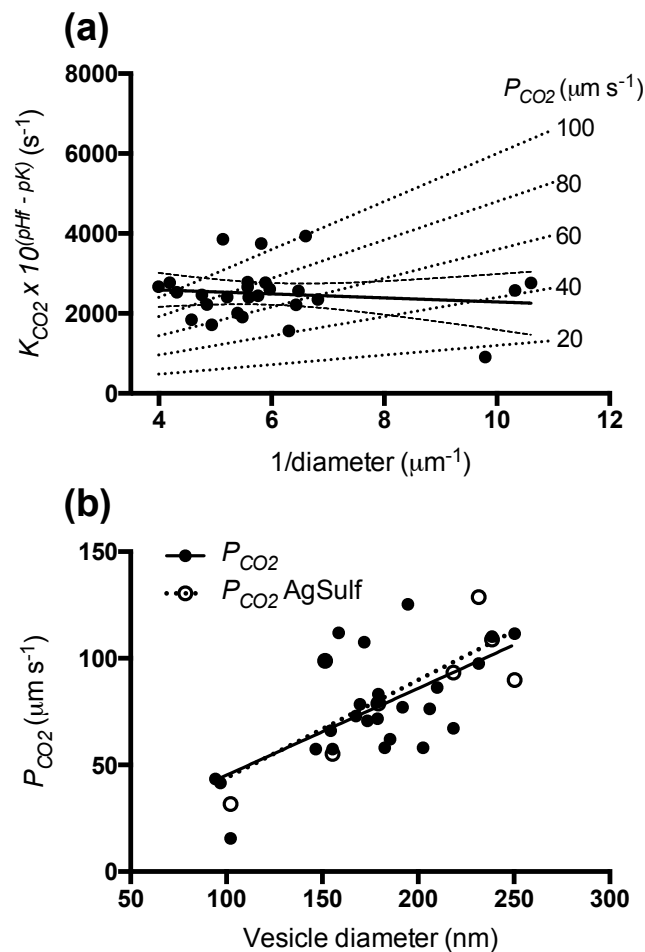 (a)
K_CO2 x 10^(pHf - pK) (s^-1)
8000
6000
4000
2000
0
4
6
8
10
12
1/diameter (μm^-1)
P_CO2 (μm s^-1)
100
80
60
40
20
(b)
P_CO2 (μm s^-1)
150
100
50
0
P_CO2
P_CO2 AgSulf
50
100
150
200
250
300
Vesicle diameter (nm)